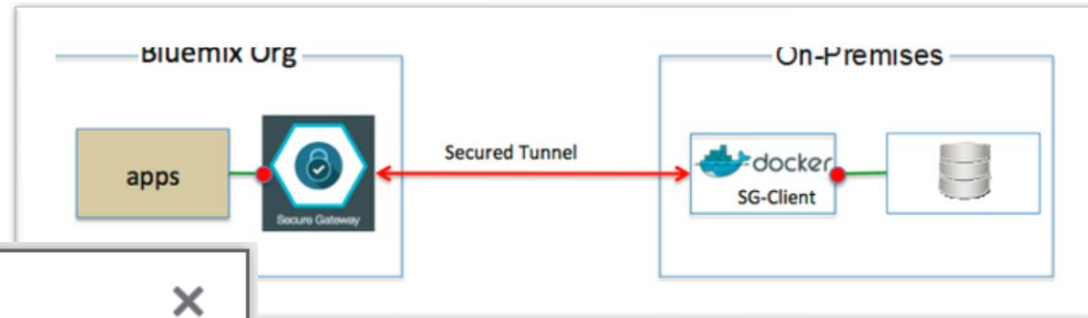 Bluemix Org
On-Premises
apps
Secure Gateway
Secured Tunnel
docker
SG-Client